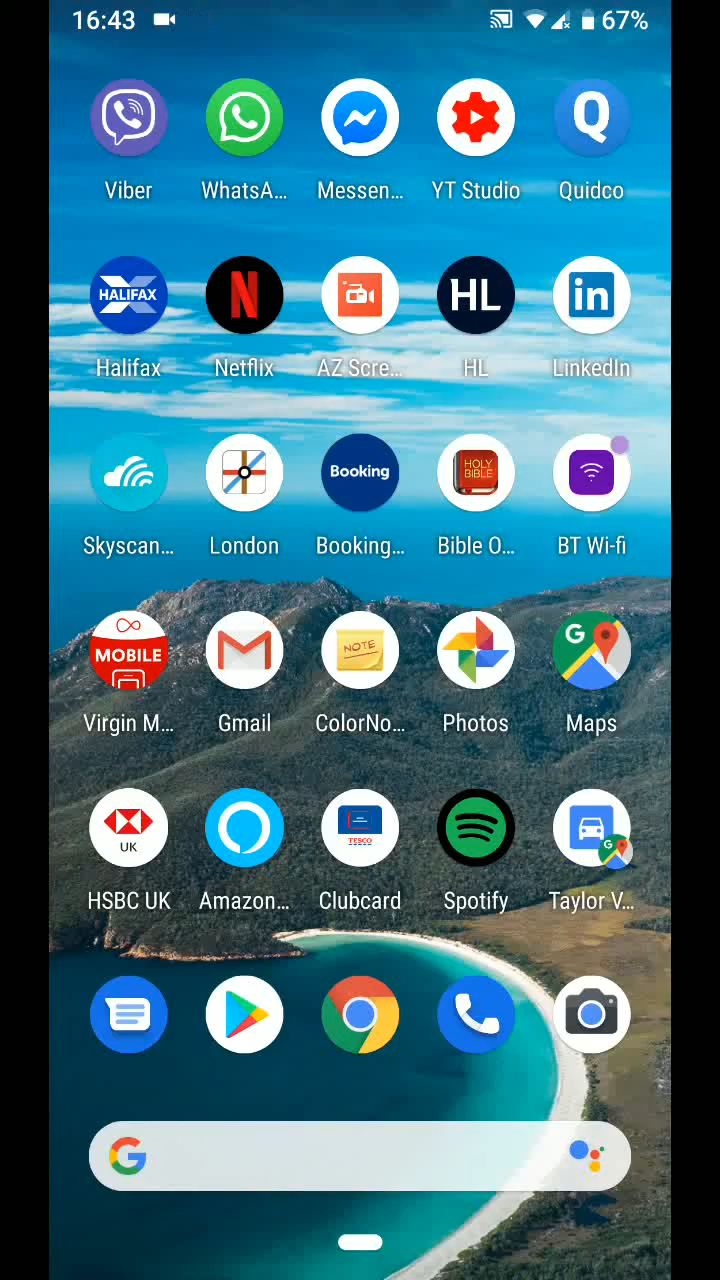 16:43 67%
Viber WhatsA... Messen... YT Studio Quidco
HALIFAX HL in
Halifax Netflix AZ Scre... HL LinkedIn
Booking HOLY BIBLE
Skyscan... London Booking... Bible O... BT Wi-fi
MOBILE NOTE G
Virgin M... Gmail ColorNo... Photos Maps
UK TESCO G
HSBC UK Amazon... Clubcard Spotify Taylor V...
G